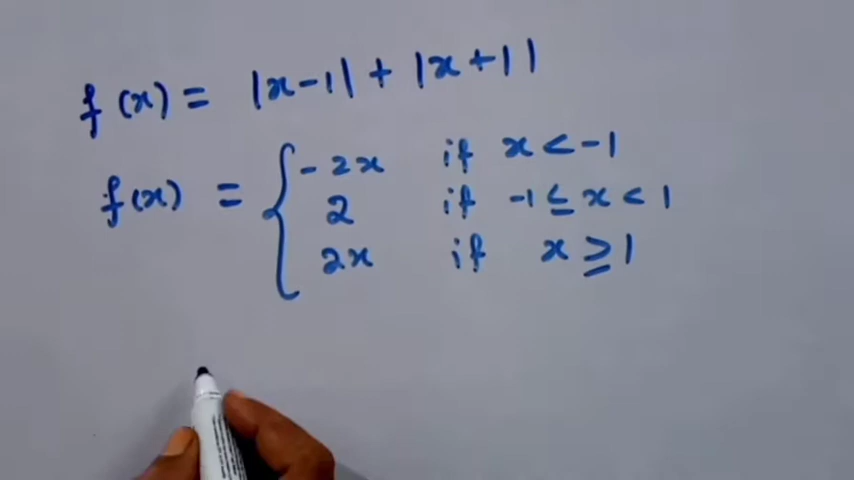 f(x) = |x-1| + |x+1|
f(x) = { -2x if x < -1
2 if -1 ≤ x < 1
2x if x ≥ 1